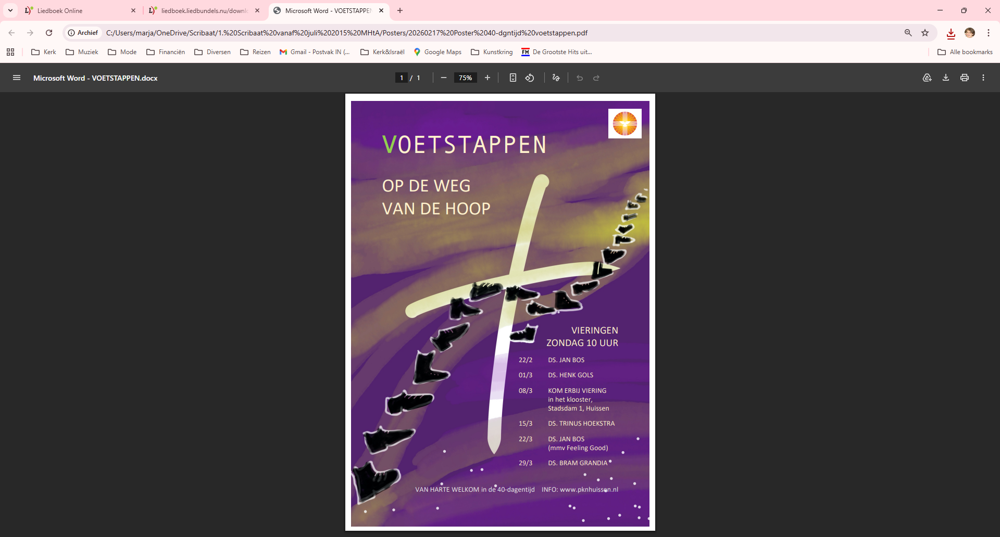 Liedboek Online
liedboek.liedbundels.nu/downl
Microsoft Word - VOETSTAPPEN
Archief
C:/Users/marja/OneDrive/Scribaat/1.%20Scribaat%20vanaf%20juli%202015%20MHtA/Posters/20260217%20Poster%2040-dgntijd%20voetstappen.pdf
Kerk
Muziek
Mode
Financiën
Diversen
Reizen
Gmail - Postvak IN (...
Kerk&Israël
Google Maps
Kunstkring
FM
De Grootste Hits uit...
Alle bookmarks
Microsoft Word - VOETSTAPPEN.docx
1 / 1
75%
VOETSTAPPEN
OP DE WEG
VAN DE HOOP
VIERINGEN
ZONDAG 10 UUR
22/2 DS. JAN BOS
01/3 DS. HENK GOLS
08/3 KOM ERBIJ VIERING
in het klooster,
Stadsdam 1, Huissen
15/3 DS. TRINUS HOEKSTRA
22/3 DS. JAN BOS
(mmv Feeling Good)
29/3 DS. BRAM GRANDIA
VAN HARTE WELKOM in de 40-dagentijd INFO: www.pknhuissen.nl